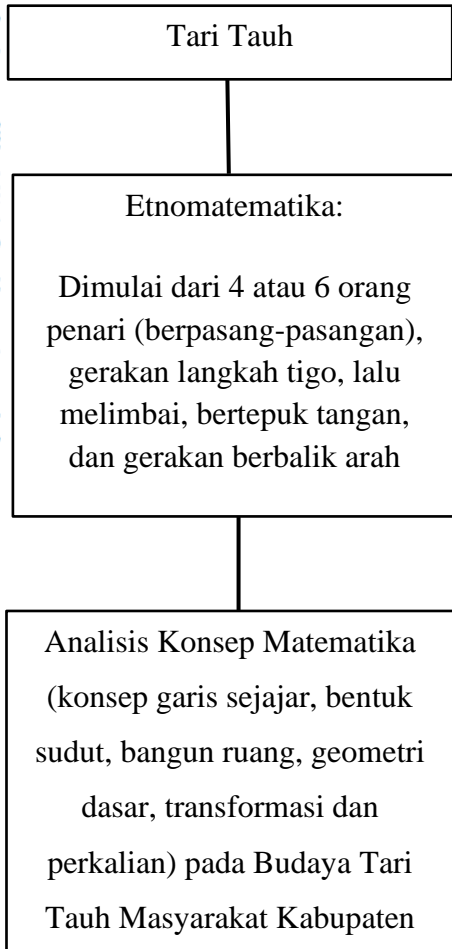 Tari Tauh
Etnomatematika:
Dimulai dari 4 atau 6 orang
penari (berpasang-pasangan),
gerakan langkah tigo, lalu
melimbai, bertepuk tangan,
dan gerakan berbalik arah
Analisis Konsep Matematika
(konsep garis sejajar, bentuk
sudut, bangun ruang, geometri
dasar, transformasi dan
perkalian) pada Budaya Tari
Tauh Masyarakat Kabupaten